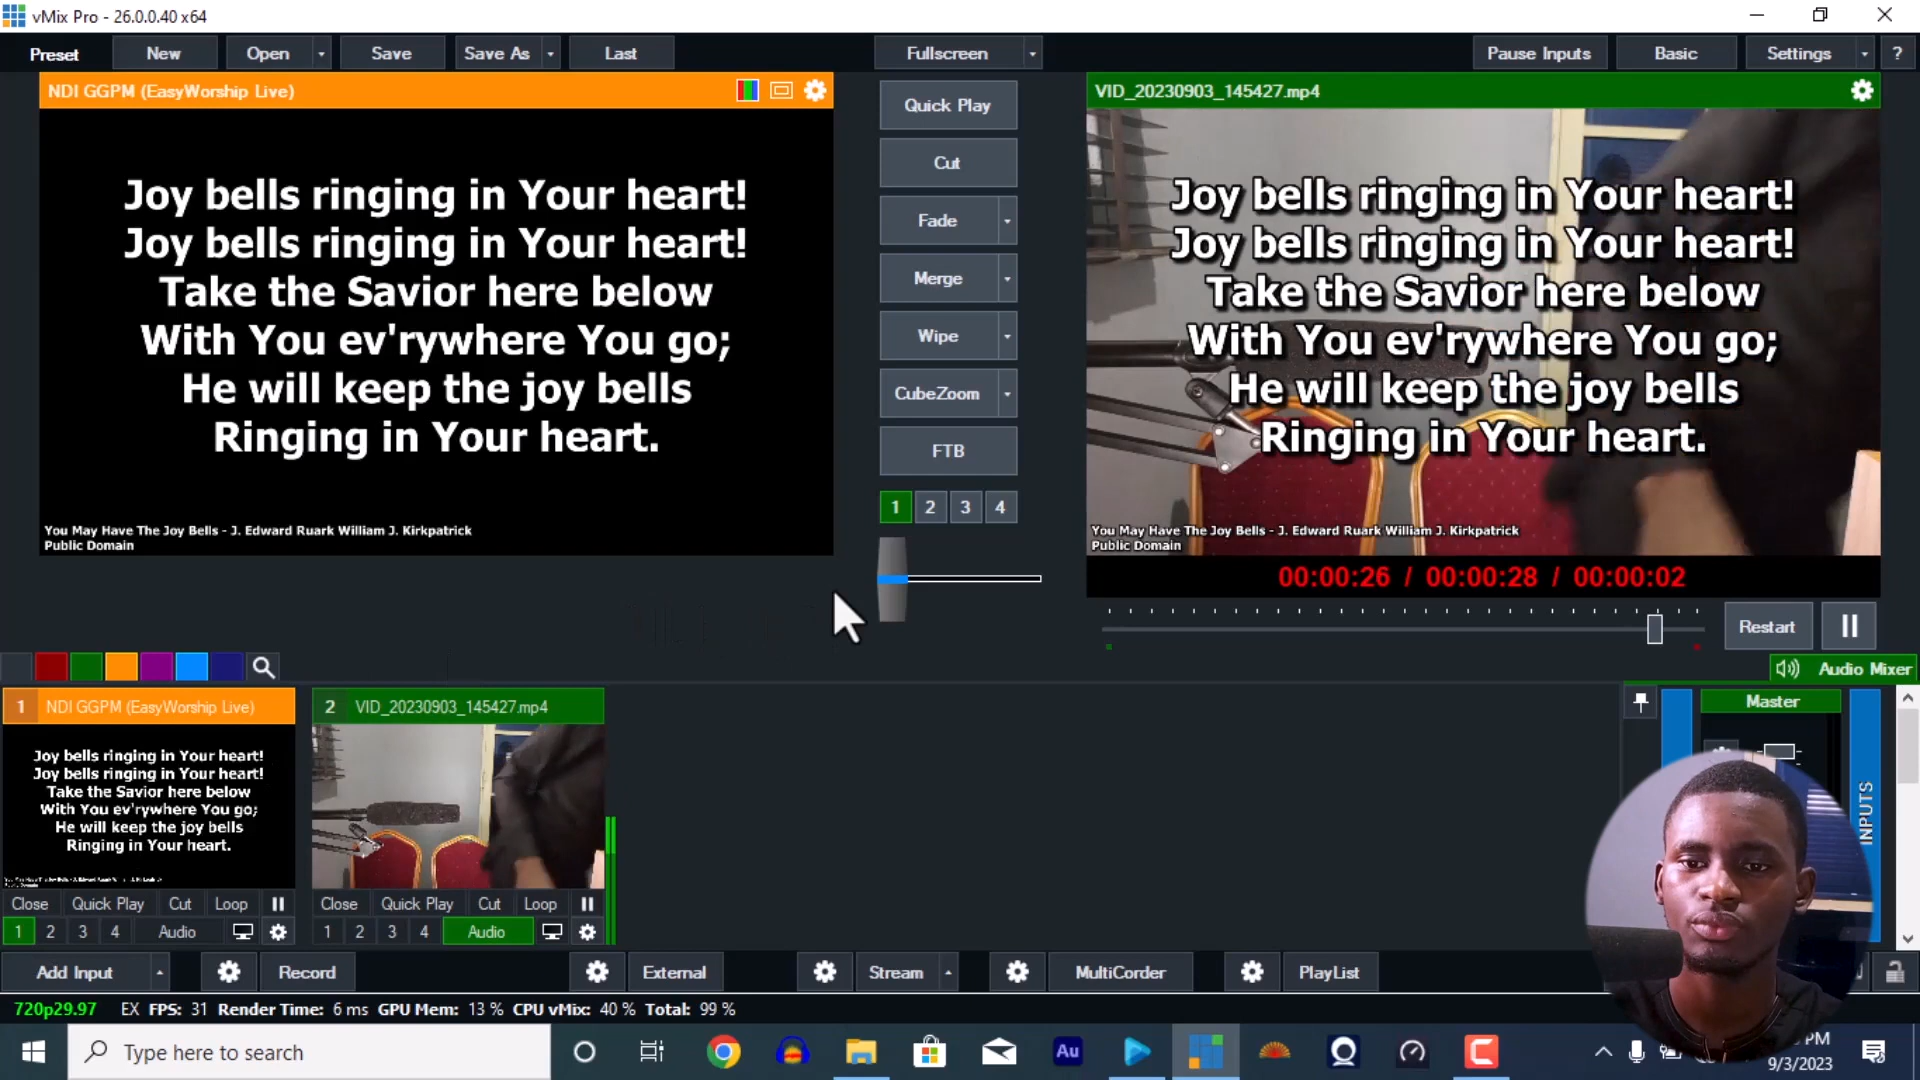 vMix Pro - 26.0.0.40 x64
Preset New Open Save Save As Last Fullscreen Pause Inputs Basic Settings ?
NDI GGPM (EasyWorship Live)
Joy bells ringing in Your heart!
Joy bells ringing in Your heart!
Take the Savior here below
With You ev'rywhere You go;
He will keep the joy bells
Ringing in Your heart.
You May Have The Joy Bells - J. Edward Ruark William J. Kirkpatrick
Public Domain
Quick Play
Cut
Fade
Merge
Wipe
CubeZoom
FTB
1 2 3 4
VID_20230903_145427.mp4
Joy bells ringing in Your heart!
Joy bells ringing in Your heart!
Take the Savior here below
With You ev'rywhere You go;
He will keep the joy bells
Ringing in Your heart.
You May Have The Joy Bells - J. Edward Ruark William J. Kirkpatrick
Public Domain
00:00:26 / 00:00:28 / 00:00:02
Restart
Audio Mixer
1 NDI GGPM (EasyWorship Live)
Joy bells ringing in Your heart!
Joy bells ringing in Your heart!
Take the Savior here below
With You ev'rywhere You go;
He will keep the joy bells
Ringing in Your heart.
Close Quick Play Cut Loop
1 2 3 4 Audio
2 VID_20230903_145427.mp4
Close Quick Play Cut Loop
1 2 3 4 Audio
Master
INPUTS
Add Input Record External Stream MultiCorder PlayList
720p29.97 EX FPS: 31 Render Time: 6 ms GPU Mem: 13 % CPU vMix: 40 % Total: 99 %
Type here to search
Au
PM
9/3/2023